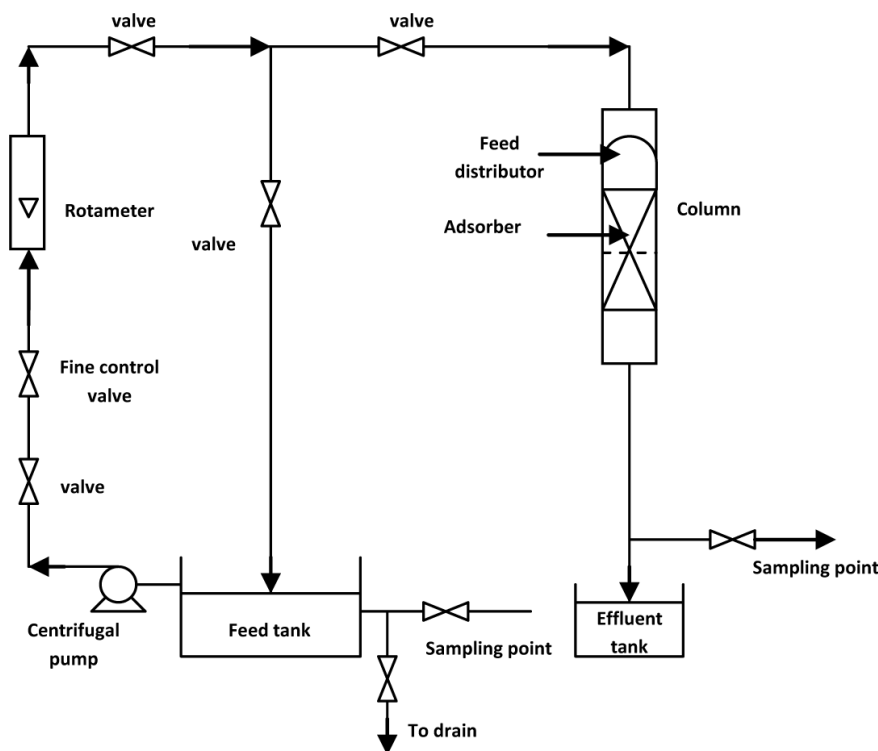 valve
valve
Feed
distributor
Rotameter
Column
Adsorber
valve
Fine control
valve
valve
Sampling point
Centrifugal
pump
Feed tank
Sampling point
Effluent
tank
To drain